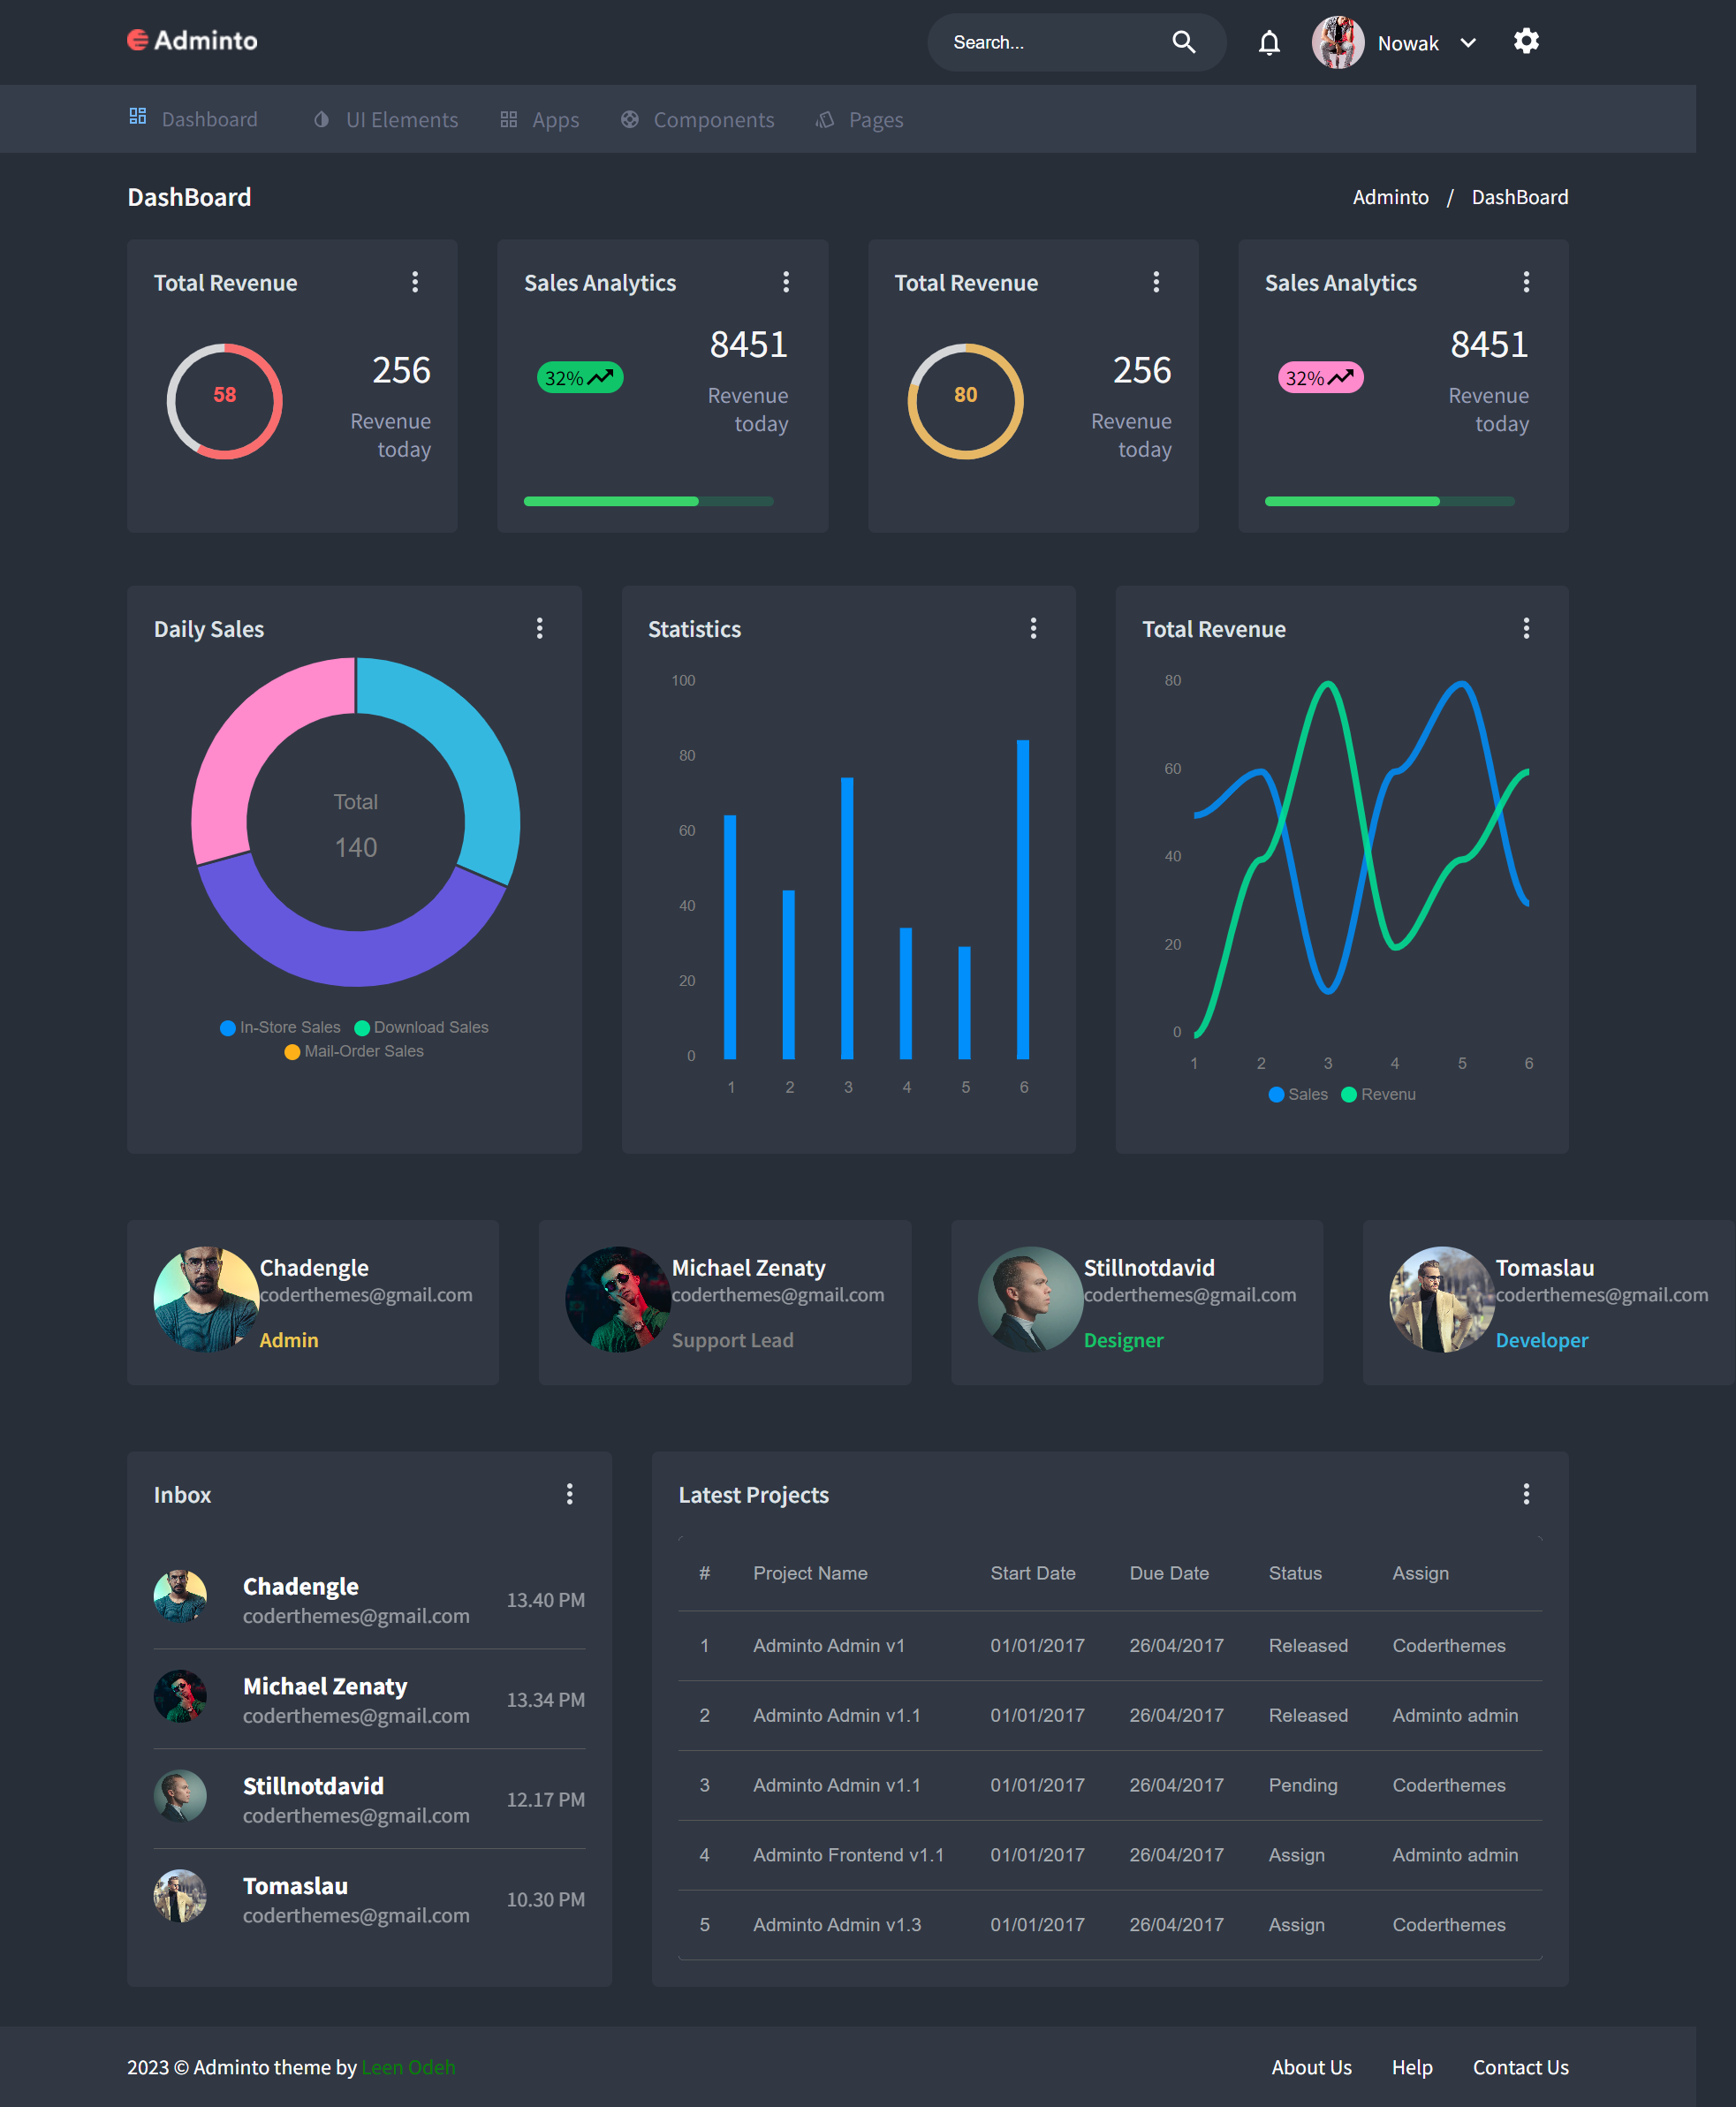 Adminto
Search...
Nowak
Dashboard
UI Elements
Apps
Components
Pages
DashBoard
Adminto / DashBoard
Total Revenue
58
256
Revenue
today
Sales Analytics
32%
8451
Revenue
today
Total Revenue
80
256
Revenue
today
Sales Analytics
32%
8451
Revenue
today
Daily Sales
Total
140
In-Store Sales
Download Sales
Mail-Order Sales
Statistics
100
80
60
40
20
0
1 2 3 4 5 6
Total Revenue
80
60
40
20
0
1 2 3 4 5 6
Sales
Revenu
Chadengle
coderthemes@gmail.com
Admin
Michael Zenaty
coderthemes@gmail.com
Support Lead
Stillnotdavid
coderthemes@gmail.com
Designer
Tomaslau
coderthemes@gmail.com
Developer
Inbox
Chadengle
coderthemes@gmail.com
13.40 PM
Michael Zenaty
coderthemes@gmail.com
13.34 PM
Stillnotdavid
coderthemes@gmail.com
12.17 PM
Tomaslau
coderthemes@gmail.com
10.30 PM
Latest Projects
# Project Name Start Date Due Date Status Assign
1 Adminto Admin v1 01/01/2017 26/04/2017 Released Coderthemes
2 Adminto Admin v1.1 01/01/2017 26/04/2017 Released Adminto admin
3 Adminto Admin v1.1 01/01/2017 26/04/2017 Pending Coderthemes
4 Adminto Frontend v1.1 01/01/2017 26/04/2017 Assign Adminto admin
5 Adminto Admin v1.3 01/01/2017 26/04/2017 Assign Coderthemes
2023 © Adminto theme by Leen Odeh
About Us
Help
Contact Us